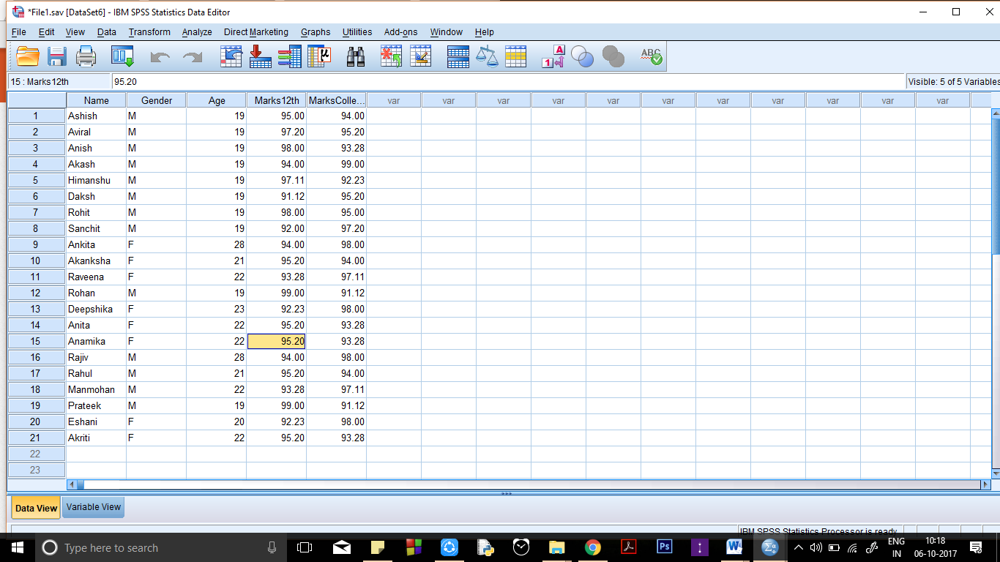 *File1.sav [DataSet6] - IBM SPSS Statistics Data Editor
File Edit View Data Transform Analyze Direct Marketing Graphs Utilities Add-ons Window Help
15 : Marks12th 95.20 Visible: 5 of 5 Variables
Name Gender Age Marks12th MarksColle... var var var var var var var var var var var
1 Ashish M 19 95.00 94.00
2 Aviral M 19 97.20 95.20
3 Anish M 19 98.00 93.28
4 Akash M 19 94.00 99.00
5 Himanshu M 19 97.11 92.23
6 Daksh M 19 91.12 95.20
7 Rohit M 19 98.00 95.00
8 Sanchit M 19 92.00 97.20
9 Ankita F 28 94.00 98.00
10 Akanksha F 21 95.20 94.00
11 Raveena F 22 93.28 97.11
12 Rohan M 19 99.00 91.12
13 Deepshika F 23 92.23 98.00
14 Anita F 22 95.20 93.28
15 Anamika F 22 95.20 93.28
16 Rajiv M 28 94.00 98.00
17 Rahul M 21 95.20 94.00
18 Manmohan M 22 93.28 97.11
19 Prateek M 19 99.00 91.12
20 Eshani F 20 92.23 98.00
21 Akriti F 22 95.20 93.28
22
23
Data View Variable View
IBM SPSS Statistics Processor is ready
Type here to search
ENG
IN
10:18
06-10-2017